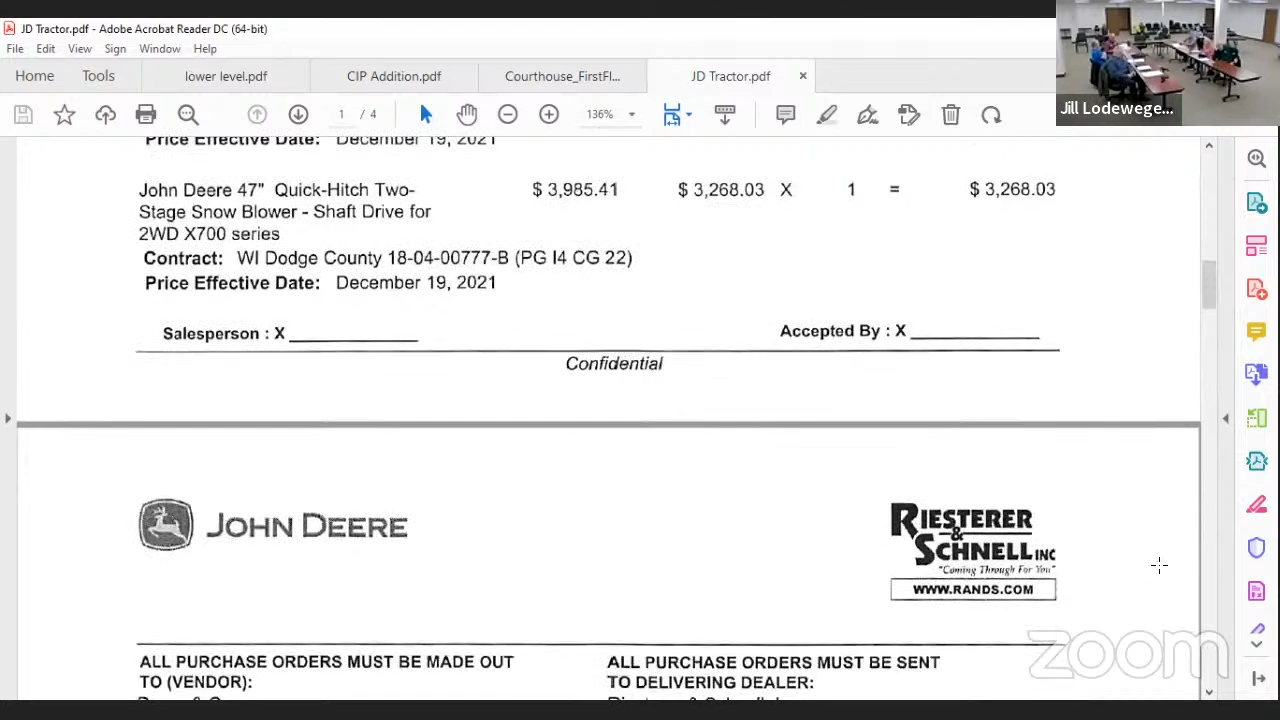 JD Tractor.pdf - Adobe Acrobat Reader DC (64-bit)
File Edit View Sign Window Help
Home Tools lower level.pdf CIP Addition.pdf Courthouse_FirstFl... JD Tractor.pdf ×
1 / 4 136%
Jill Lodewege...
Price Effective Date: December 19, 2021
John Deere 47" Quick-Hitch Two- $ 3,985.41 $ 3,268.03 X 1 = $ 3,268.03
Stage Snow Blower - Shaft Drive for
2WD X700 series
Contract: WI Dodge County 18-04-00777-B (PG I4 CG 22)
Price Effective Date: December 19, 2021
Salesperson : X ____________ Accepted By : X ____________
Confidential
JOHN DEERE
RIESTERER
&
SCHNELL INC
"Coming Through For You"
WWW.RANDS.COM
zoom
ALL PURCHASE ORDERS MUST BE MADE OUT
TO (VENDOR):
ALL PURCHASE ORDERS MUST BE SENT
TO DELIVERING DEALER: